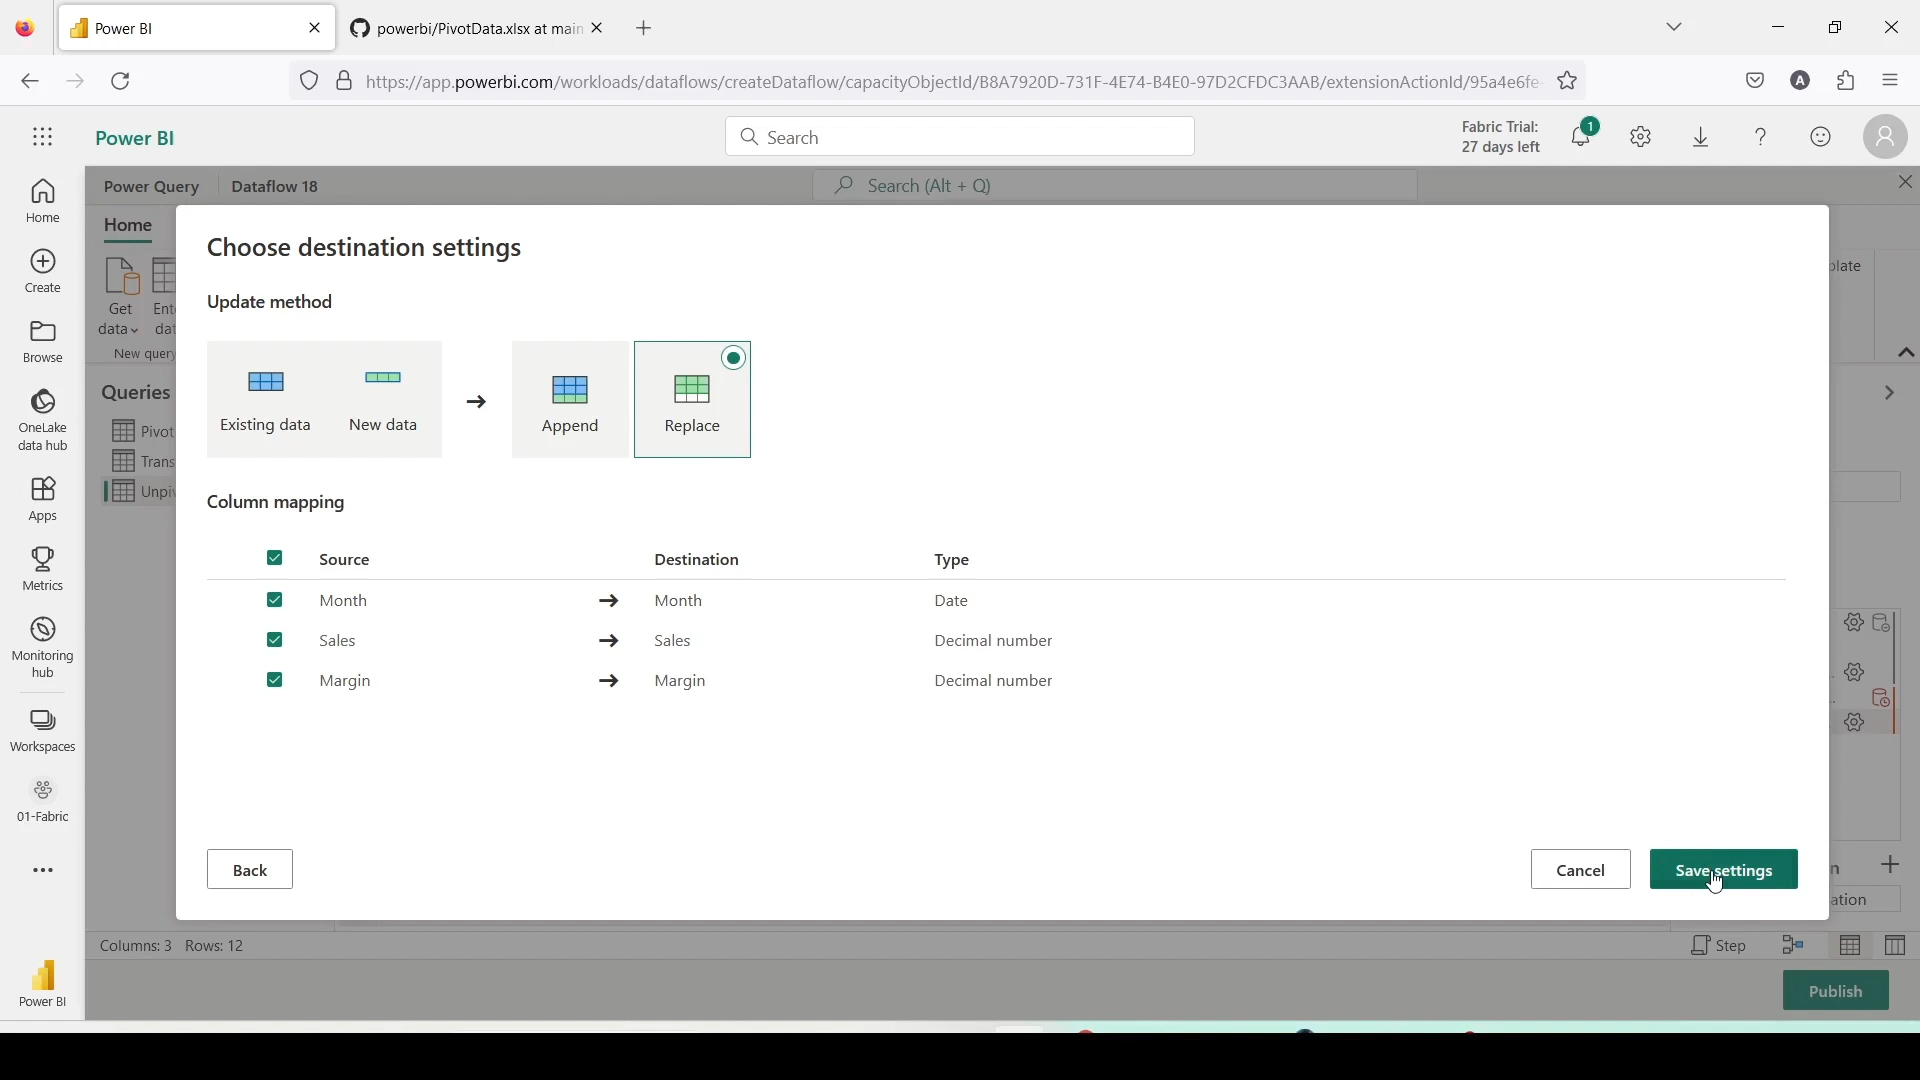 Power BI
powerbi/PivotData.xlsx at main
https://app.powerbi.com/workloads/dataflows/createDataflow/capacityObjectId/B8A7920D-731F-4E74-B4E0-97D2CFDC3AAB/extensionActionId/95a4e6fe-
A
Power BI
Search
Fabric Trial:
27 days left
1
Power Query
Dataflow 18
Search (Alt + Q)
Home
Home
Create
Browse
OneLake
data hub
Apps
Metrics
Monitoring
hub
Workspaces
01-Fabric
Power BI
Get
data
New query
Queries
Choose destination settings
Update method
Existing data
New data
Append
Replace
Column mapping
Source
Destination
Type
Month
Month
Date
Sales
Sales
Decimal number
Margin
Margin
Decimal number
Back
Cancel
Save settings
Columns: 3 Rows: 12
Step
Publish